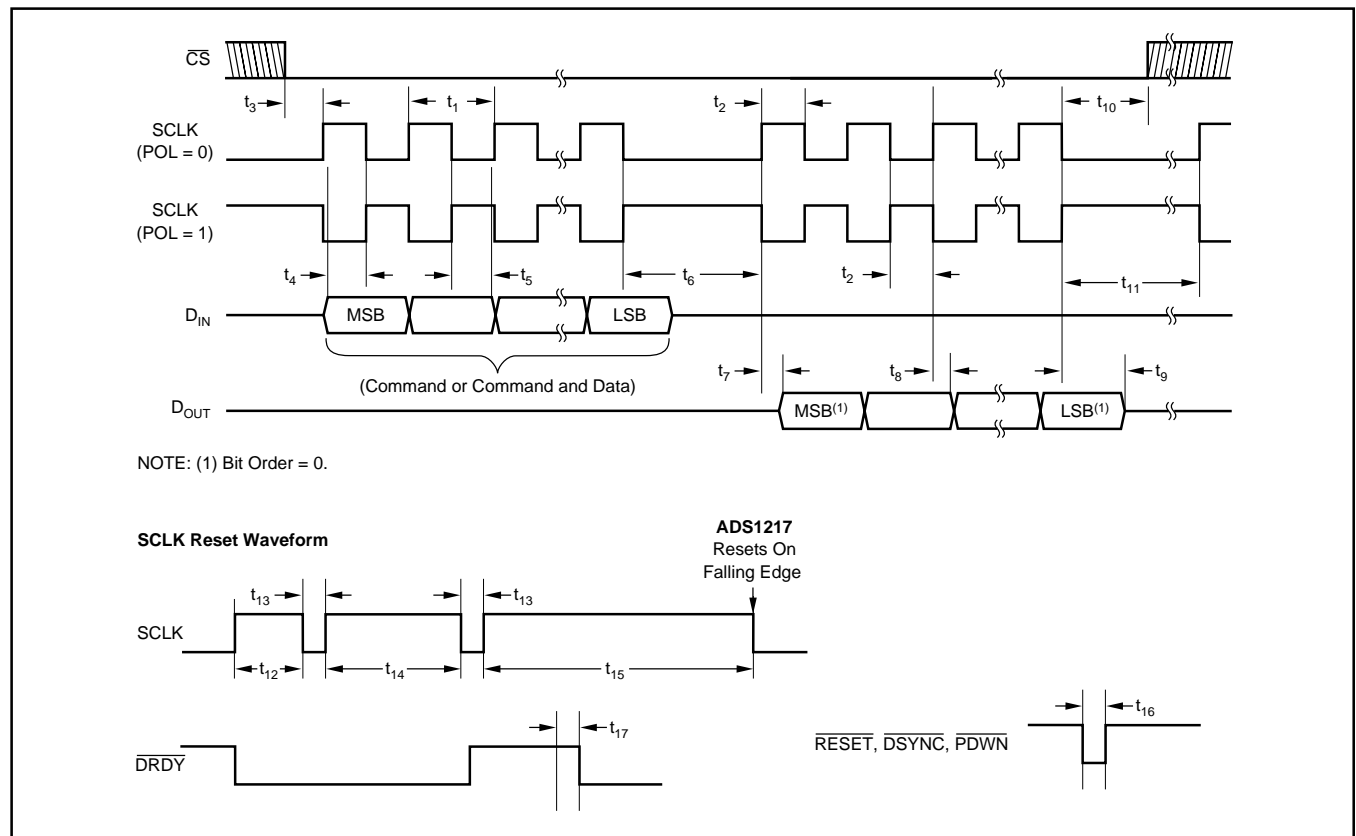 CS
t3
t1
t2
t10
SCLK
(POL = 0)
SCLK
(POL = 1)
t4
t5
t6
t2
t11
DIN
MSB
LSB
(Command or Command and Data)
t7
t8
t9
DOUT
MSB(1)
LSB(1)
NOTE: (1) Bit Order = 0.
SCLK Reset Waveform
ADS1217
Resets On
Falling Edge
t13
t13
SCLK
t12
t14
t15
t17
t16
DRDY
RESET, DSYNC, PDWN